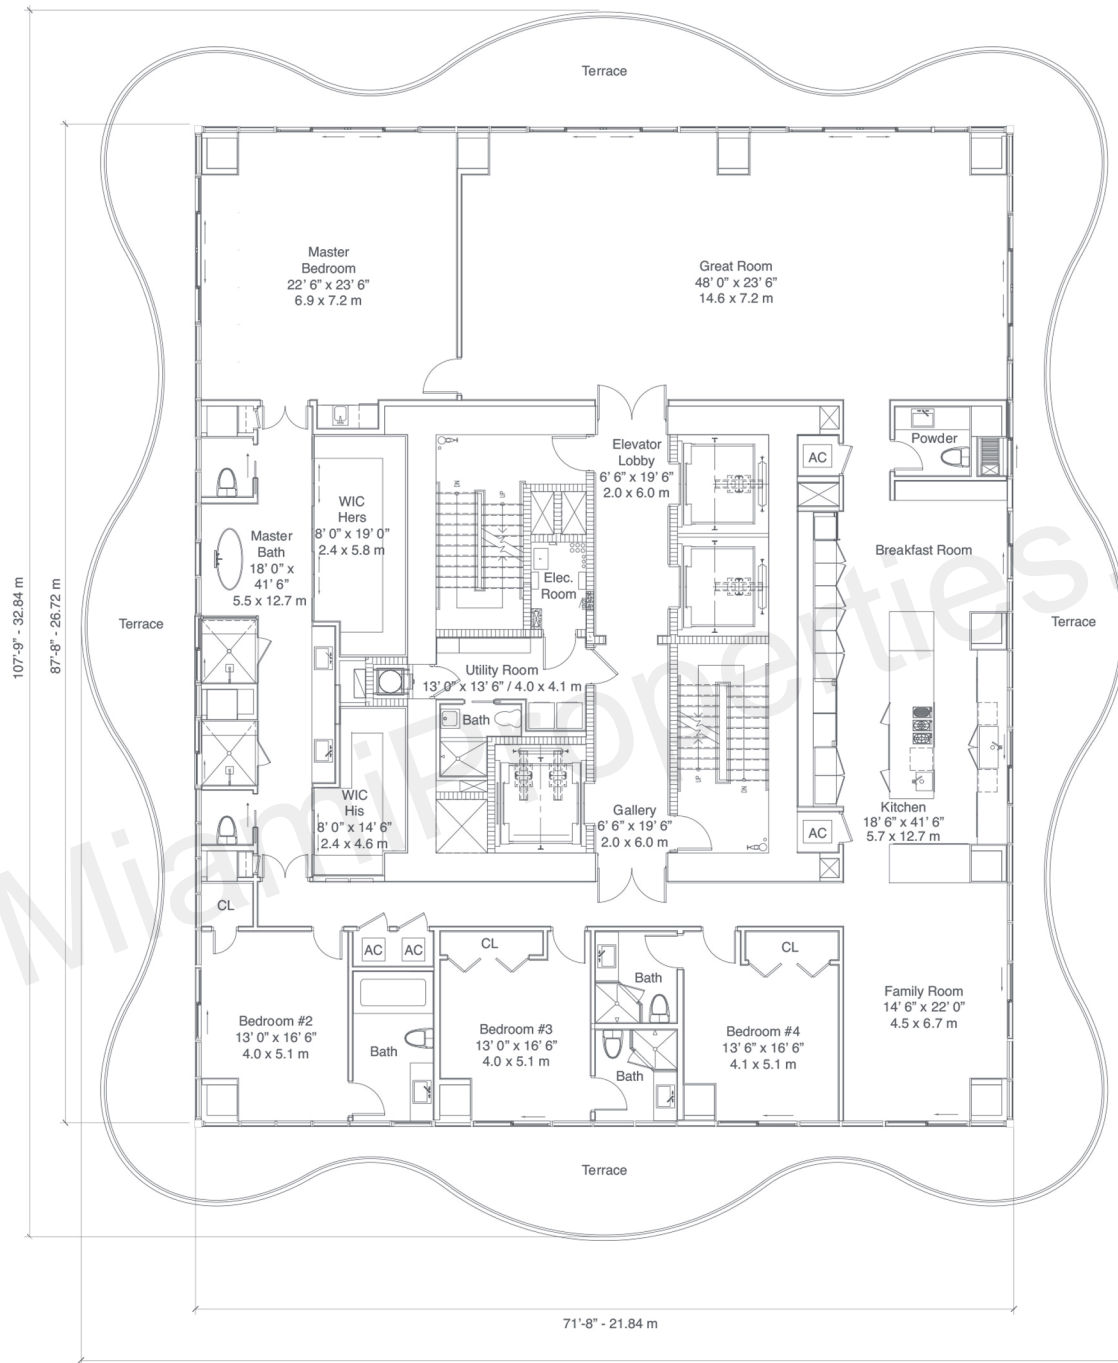 Terrace
Master
Bedroom
22' 6" x 23' 6"
6.9 x 7.2 m
Great Room
48' 0" x 23' 6"
14.6 x 7.2 m
Elevator
Lobby
6' 6" x 19' 6"
2.0 x 6.0 m
AC
Powder
WIC
Hers
8' 0" x 19' 0"
2.4 x 5.8 m
DN
UP
Master
Bath
18' 0" x
41' 6"
5.5 x 12.7 m
Elec.
Room
Breakfast Room
107'-9" - 32.84 m
87'-8" - 26.72 m
Terrace
Terrace
Utility Room
13' 0" x 13' 6" / 4.0 x 4.1 m
Bath
UP
DN
WIC
His
8' 0" x 14' 6"
2.4 x 4.6 m
Gallery
6' 6" x 19' 6"
2.0 x 6.0 m
AC
Kitchen
18' 6" x 41' 6"
5.7 x 12.7 m
CL
AC
AC
CL
Bath
CL
Bedroom #2
13' 0" x 16' 6"
4.0 x 5.1 m
Bath
Bedroom #3
13' 0" x 16' 6"
4.0 x 5.1 m
Bath
Bedroom #4
13' 6" x 16' 6"
4.1 x 5.1 m
Family Room
14' 6" x 22' 0"
4.5 x 6.7 m
Terrace
71'-8" - 21.84 m
MiamiProperties.